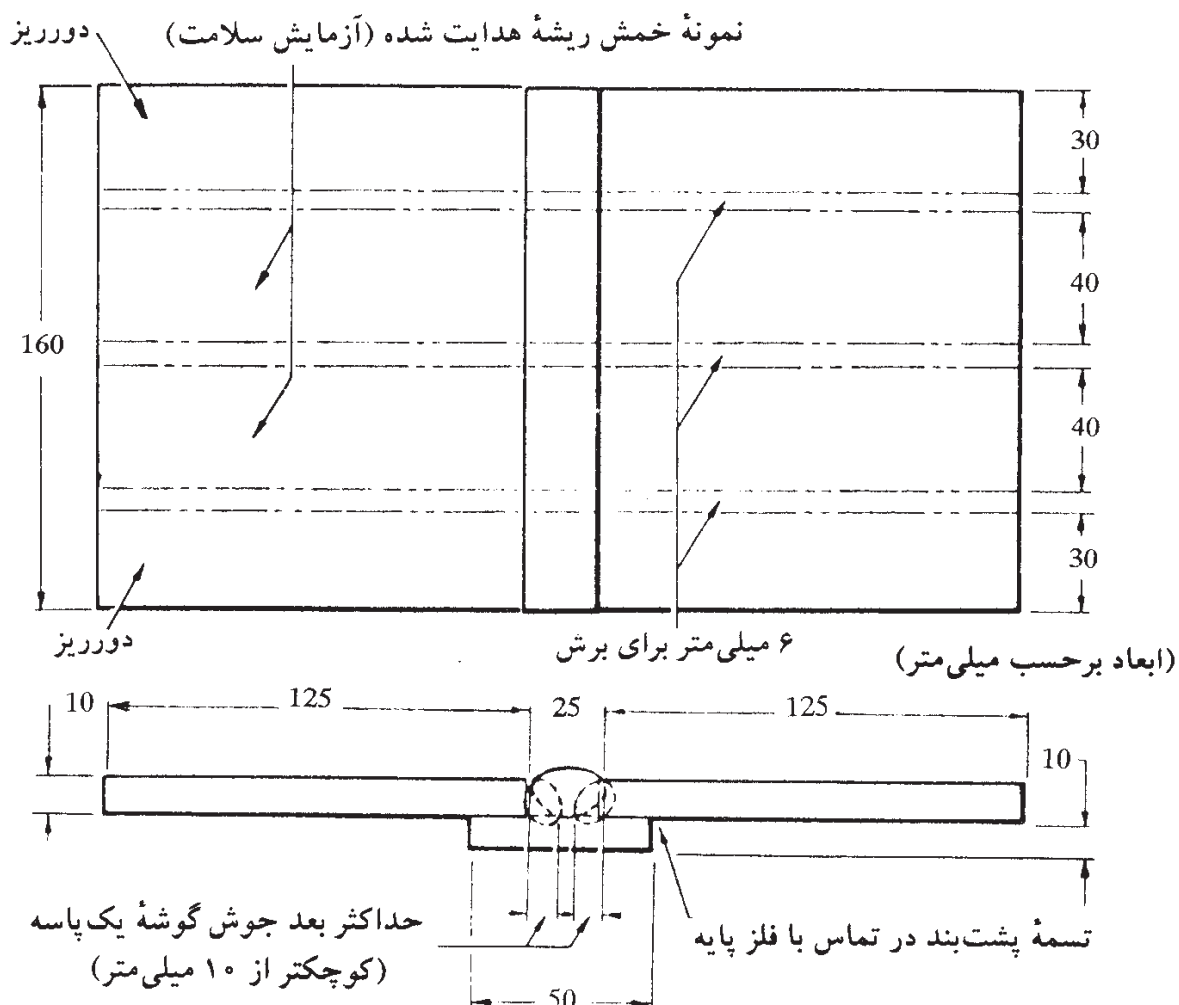 نمونهٔ خمش ریشهٔ هدایت شده (آزمایش سلامت)
دورریز
30
40
160
40
30
دورریز
۶ میلی‌متر برای برش
(ابعاد برحسب میلی‌متر)
10
125
25
125
10
حداکثر بعد جوش گوشهٔ یک‌پاسه
(کوچکتر از ۱۰ میلی‌متر)
تسمهٔ پشت‌بند در تماس با فلز پایه
50